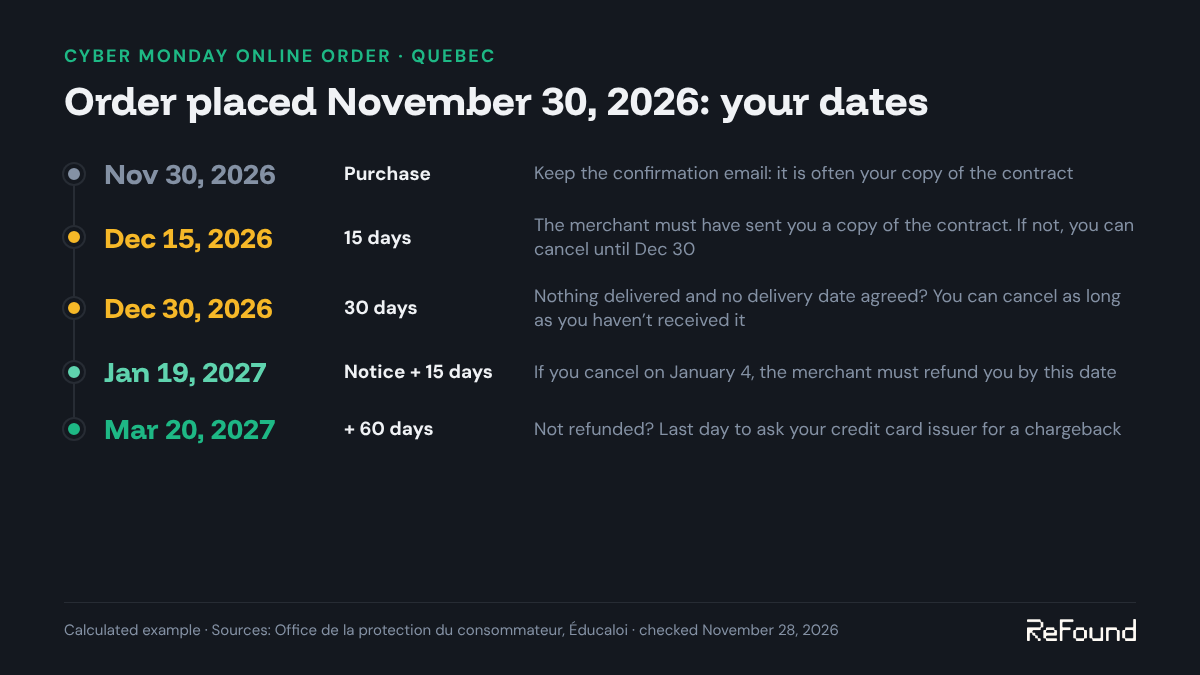 CYBER MONDAY ONLINE ORDER · QUEBEC
Order placed November 30, 2026: your dates
Nov 30, 2026
Purchase
Keep the confirmation email: it is often your copy of the contract
Dec 15, 2026
15 days
The merchant must have sent you a copy of the contract. If not, you can
cancel until Dec 30
Dec 30, 2026
30 days
Nothing delivered and no delivery date agreed? You can cancel as long
as you haven’t received it
Jan 19, 2027
Notice + 15 days
If you cancel on January 4, the merchant must refund you by this date
Mar 20, 2027
+ 60 days
Not refunded? Last day to ask your credit card issuer for a chargeback
Calculated example · Sources: Office de la protection du consommateur, Éducaloi · checked November 28, 2026
ReFound